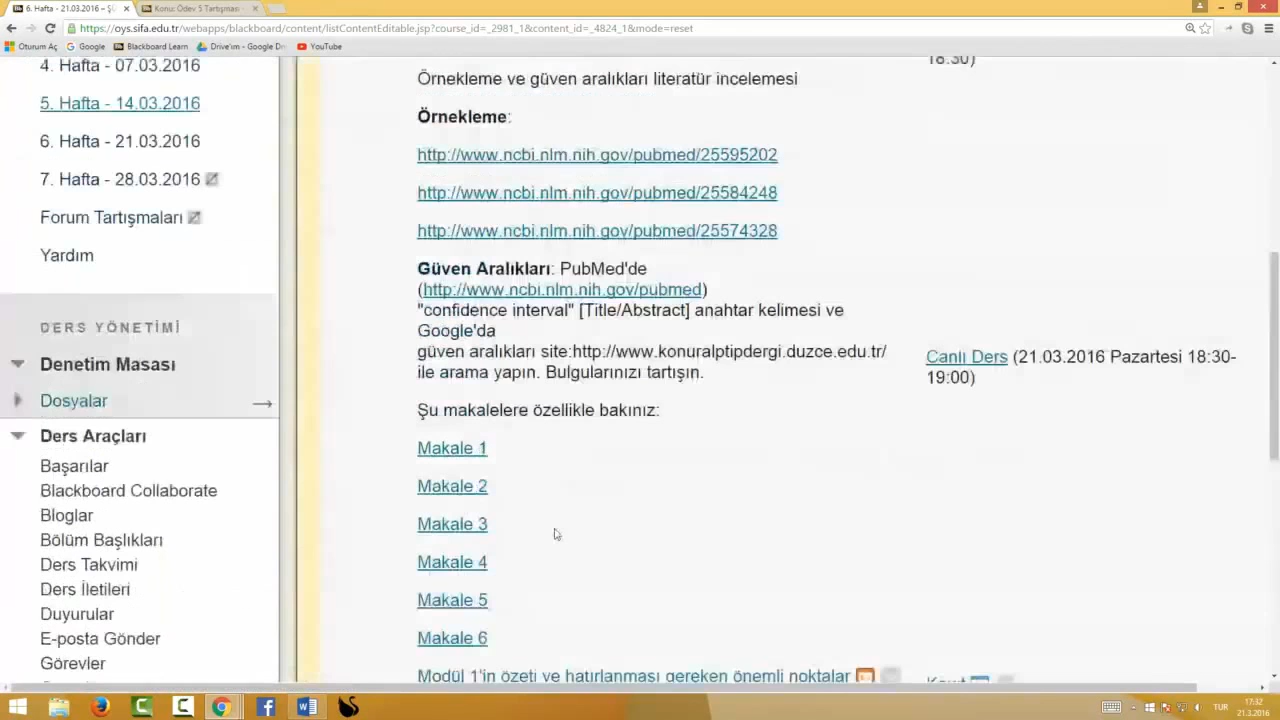 6. Hafta - 21.03.2016 – Ş
Konu: Ödev 5 Tartışması
https://oys.sifa.edu.tr/webapps/blackboard/content/listContentEditable.jsp?course_id=_2981_1&content_id=_4824_1&mode=reset
Oturum Aç
Google
Blackboard Learn
Drive'ım - Google Dr
YouTube
4. Hafta - 07.03.2016
5. Hafta - 14.03.2016
6. Hafta - 21.03.2016
7. Hafta - 28.03.2016
Forum Tartışmaları
Yardım
DERS YÖNETİMİ
Denetim Masası
Dosyalar
Ders Araçları
Başarılar
Blackboard Collaborate
Bloglar
Bölüm Başlıkları
Ders Takvimi
Ders İletileri
Duyurular
E-posta Gönder
Görevler
18:30)
Örnekleme ve güven aralıkları literatür incelemesi
Örnekleme:
http://www.ncbi.nlm.nih.gov/pubmed/25595202
http://www.ncbi.nlm.nih.gov/pubmed/25584248
http://www.ncbi.nlm.nih.gov/pubmed/25574328
Güven Aralıkları: PubMed'de
(http://www.ncbi.nlm.nih.gov/pubmed)
"confidence interval" [Title/Abstract] anahtar kelimesi ve
Google'da
güven aralıkları site:http://www.konuralptipdergi.duzce.edu.tr/
ile arama yapın. Bulgularınızı tartışın.
Canlı Ders (21.03.2016 Pazartesi 18:30-
19:00)
Şu makalelere özellikle bakınız:
Makale 1
Makale 2
Makale 3
Makale 4
Makale 5
Makale 6
Modül 1'in özeti ve hatırlanması gereken önemli noktalar
Kayıt
TUR
17:32
21.3.2016